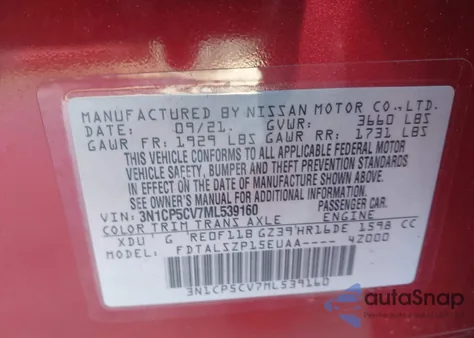 MANUFACTURED BY NISSAN MOTOR CO., LTD.
DATE: 09/21. GVWR: 3660 LBS
GAWR FR: 1929 LBS GAWR RR: 1731 LBS
THIS VEHICLE CONFORMS TO ALL APPLICABLE FEDERAL MOTOR
VEHICLE SAFETY, BUMPER AND THEFT PREVENTION STANDARDS
IN EFFECT ON THE DATE OF MANUFACTURE SHOWN ABOVE.
SEE OWNER'S MANUAL FOR ADDITIONAL INFORMATION.
VIN: 3N1CP5CV7ML539160 PASSENGER CAR
COLOR TRIM TRANS AXLE ENGINE
XDU G RE0F11B GZ39 HR16DE 1598 CC
FDTALSZP15EUAA---- 42000
3N1CP5CV7ML539160
autoSnap